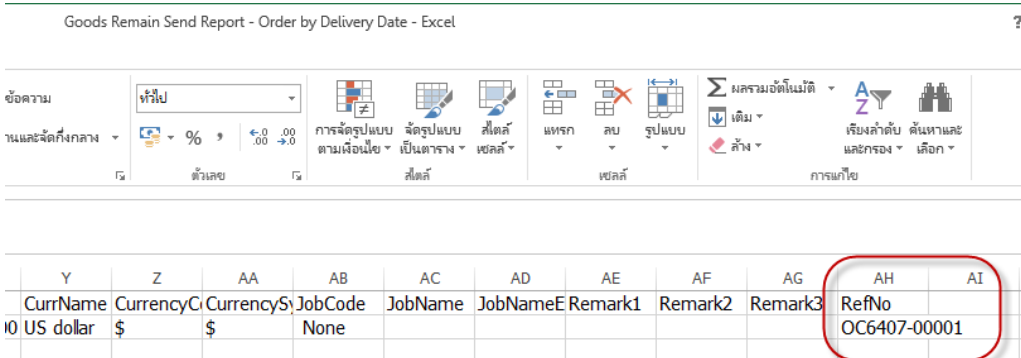 Goods Remain Send Report - Order by Delivery Date - Excel ?
ข้อความ ทั่วไป ผลรวมอัตโนมัติ
การจัดรูปแบบ จัดรูปแบบ สไตล์ แทรก ลบ รูปแบบ เติม เรียงลำดับ ค้นหาและ
านและจัดกึ่งกลาง % , .00 .00 ตามเงื่อนไข เป็นตาราง เซลล์ ล้าง และกรอง เลือก
ตัวเลข สไตล์ เซลล์ การแก้ไข
Y Z AA AB AC AD AE AF AG AH AI
CurrName CurrencyC CurrencySy JobCode JobName JobNameE Remark1 Remark2 Remark3 RefNo
00 US dollar $ $ None OC6407-00001